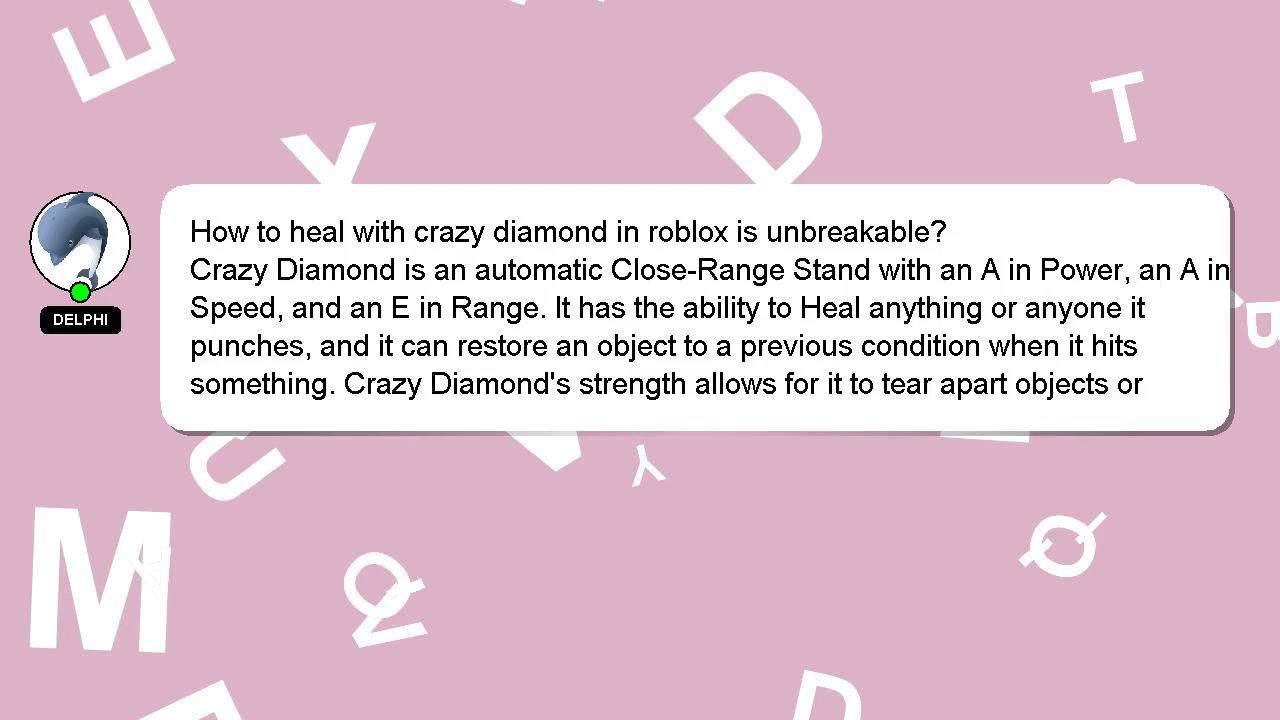 How to heal with crazy diamond in roblox is unbreakable?
Crazy Diamond is an automatic Close-Range Stand with an A in Power, an A in
Speed, and an E in Range. It has the ability to Heal anything or anyone it
punches, and it can restore an object to a previous condition when it hits
something. Crazy Diamond's strength allows for it to tear apart objects or
DELPHI
E
Y
D
T
M
Y
Q
Z
Q
D